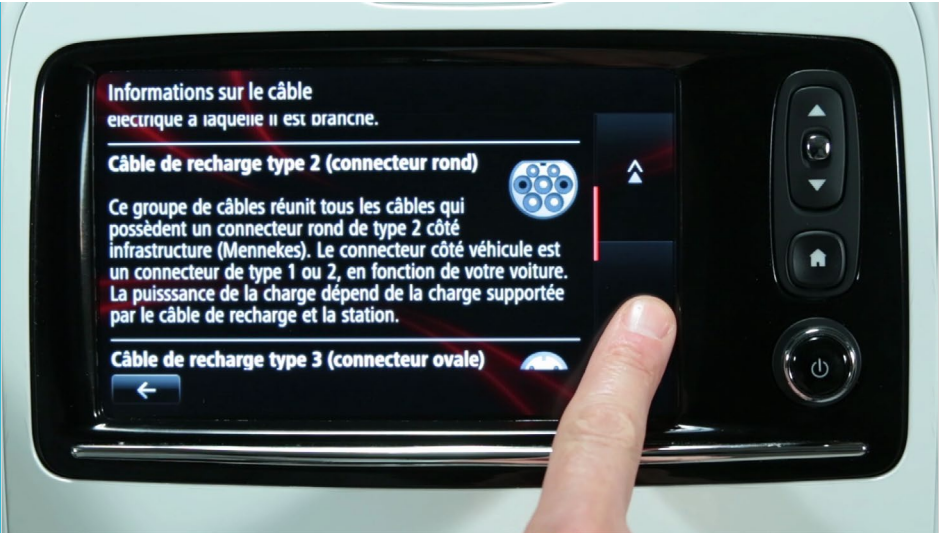 Informations sur le câble
électrique à laquelle il est branché.
Câble de recharge type 2 (connecteur rond)
Ce groupe de câbles réunit tous les câbles qui
possèdent un connecteur rond de type 2 côté
infrastructure (Mennekes). Le connecteur côté véhicule est
un connecteur de type 1 ou 2, en fonction de votre voiture.
La puisssance de la charge dépend de la charge supportée
par le câble de recharge et la station.
Câble de recharge type 3 (connecteur ovale)